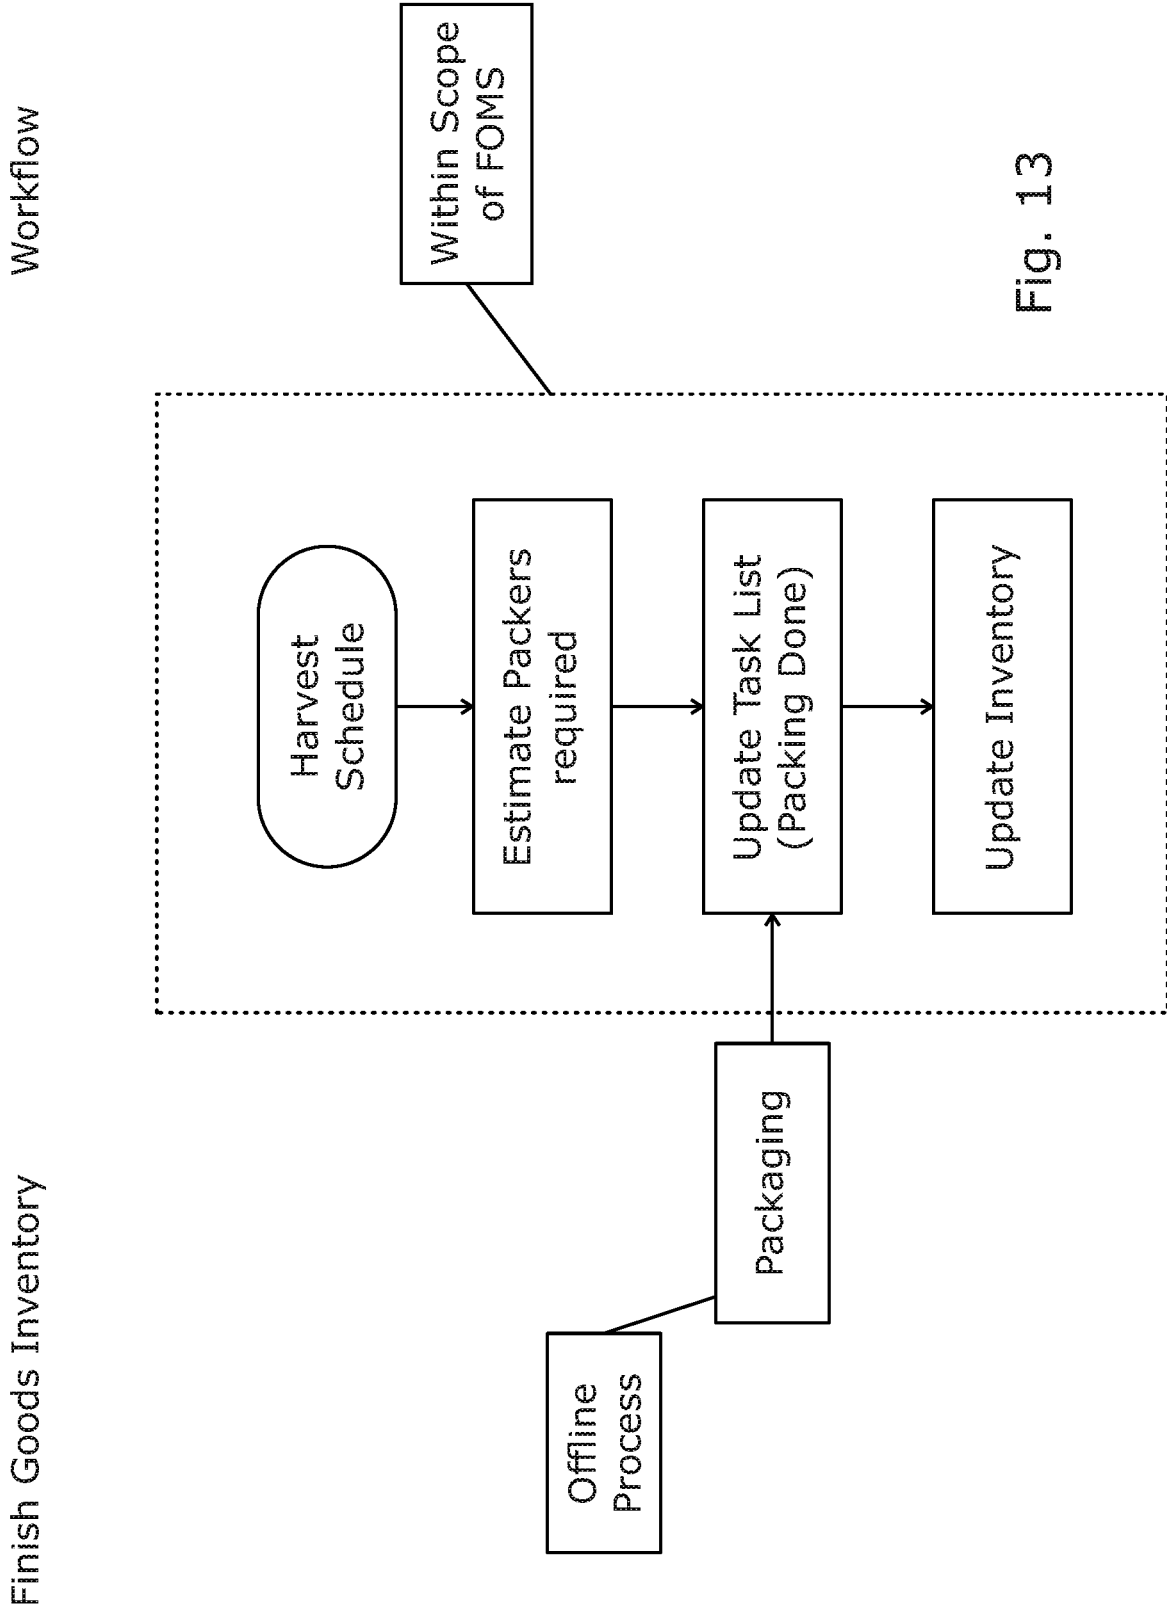 Finish Goods Inventory
Workflow
Harvest
Schedule
Within Scope
of FOMS
Estimate Packers
required
Offline
Process
Packaging
Update Task List
(Packing Done)
Update Inventory
Fig. 13